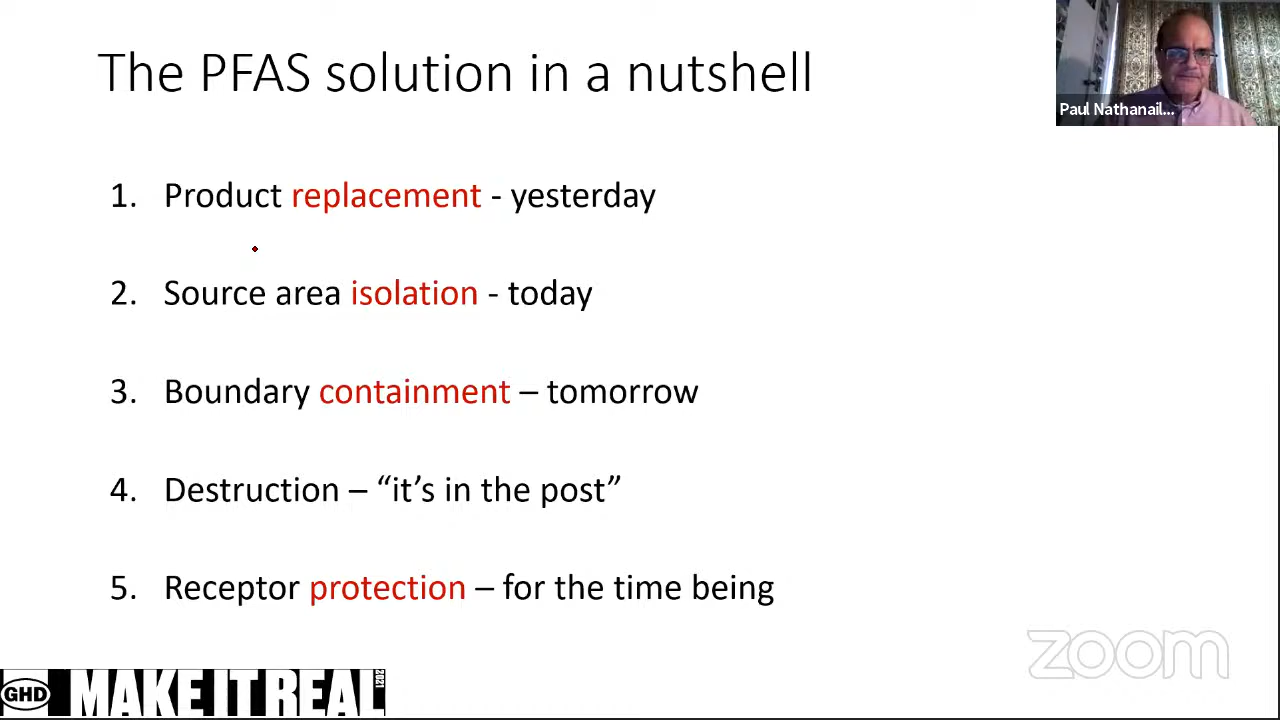 The PFAS solution in a nutshell
Paul Nathanail...
1. Product replacement - yesterday
2. Source area isolation - today
3. Boundary containment – tomorrow
4. Destruction – “it’s in the post”
5. Receptor protection – for the time being
zoom
GHD MAKE IT REAL 2021